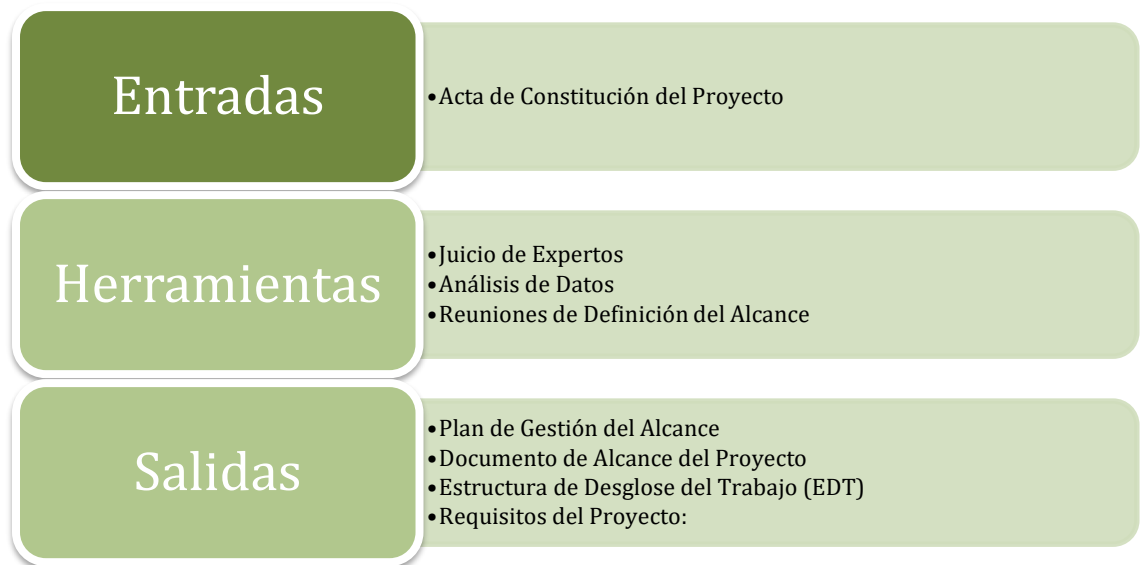 Entradas
•Acta de Constitución del Proyecto
Herramientas
•Juicio de Expertos
•Análisis de Datos
•Reuniones de Definición del Alcance
Salidas
•Plan de Gestión del Alcance
•Documento de Alcance del Proyecto
•Estructura de Desglose del Trabajo (EDT)
•Requisitos del Proyecto: